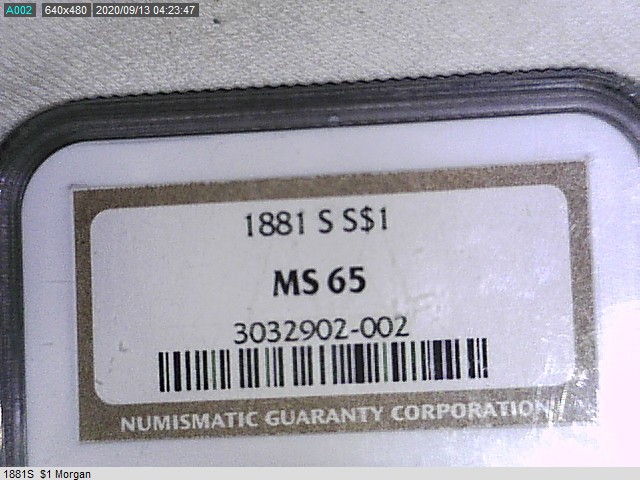 A002 640x480 2020/09/13 04:23:47
1881 S S$1
MS 65
3032902-002
NUMISMATIC GUARANTY CORPORATION
1881S $1 Morgan